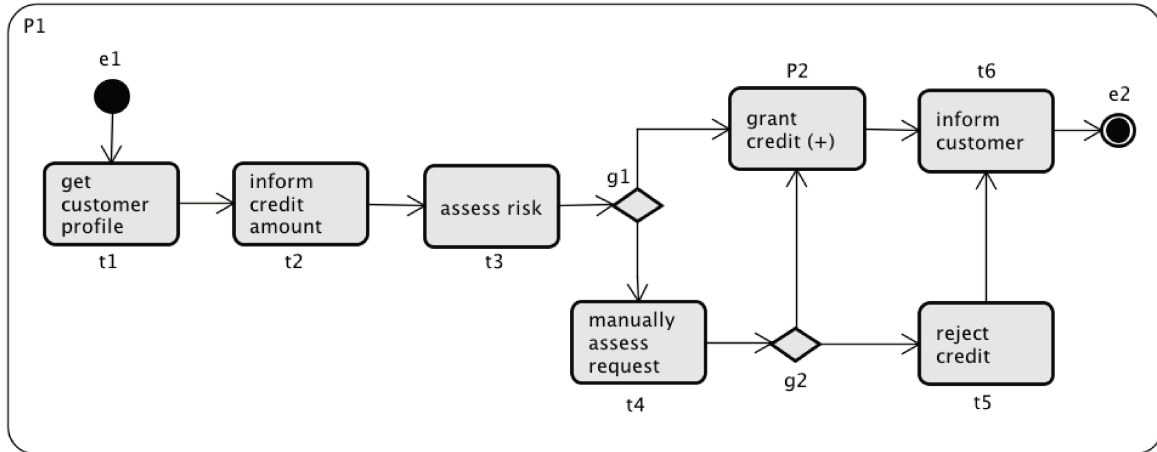 P1
e1
get
customer
profile
t1
inform
credit
amount
t2
assess risk
t3
g1
manually
assess
request
t4
g2
P2
grant
credit (+)
t6
inform
customer
e2
reject
credit
t5